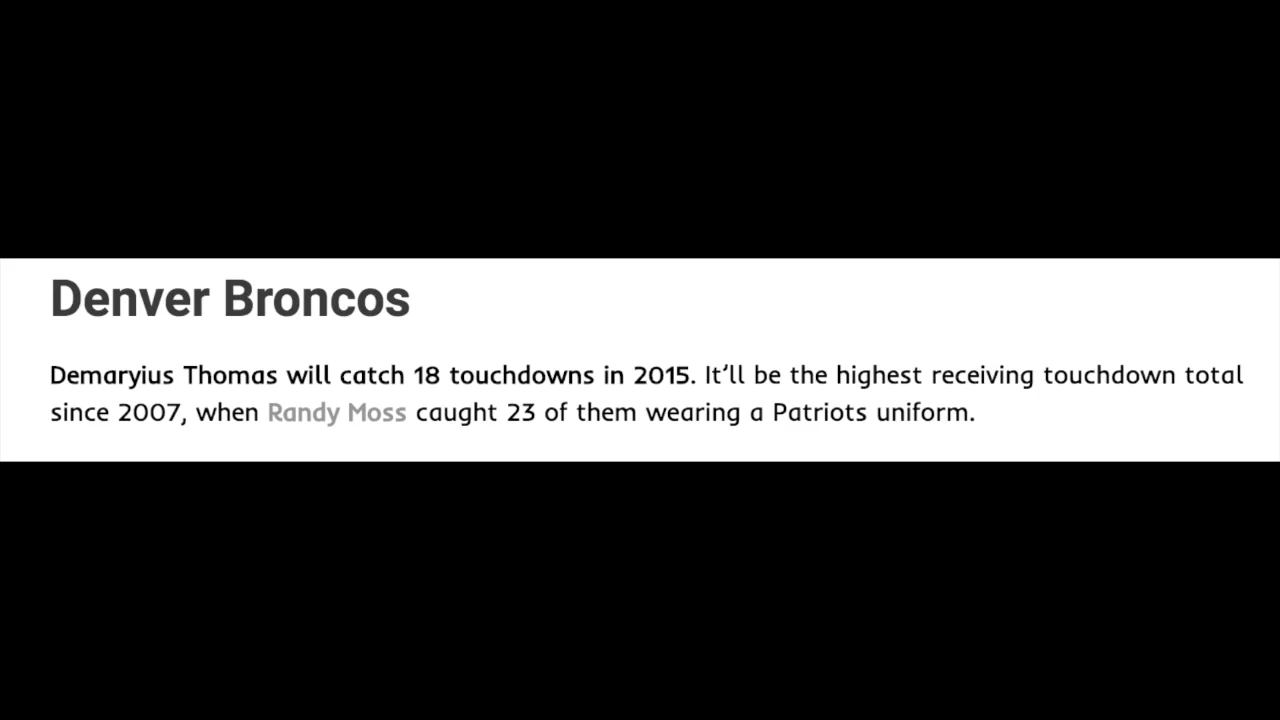 Denver Broncos
Demaryius Thomas will catch 18 touchdowns in 2015. It’ll be the highest receiving touchdown total
since 2007, when Randy Moss caught 23 of them wearing a Patriots uniform.